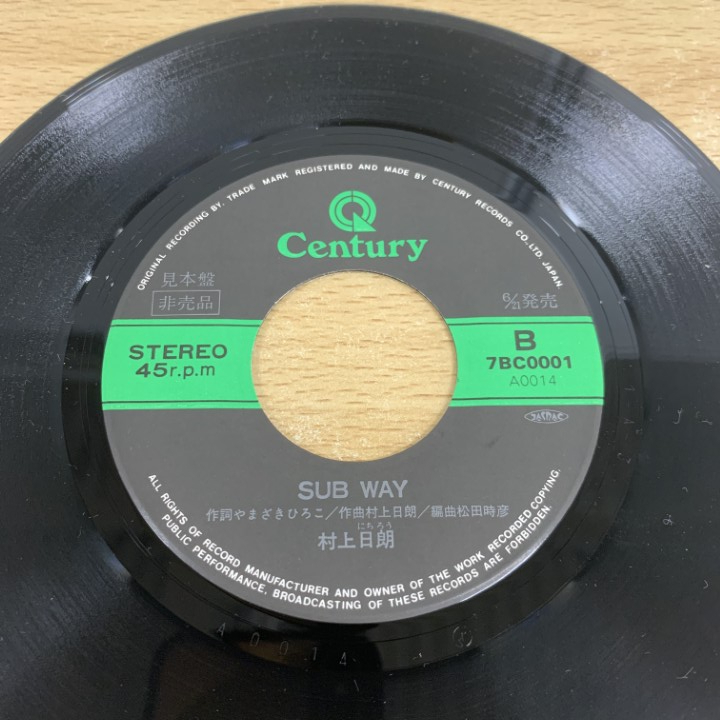 ORIGINAL RECORDING BY. TRADE MARK REGISTERED AND MADE BY CENTURY RECORDS CO., LTD. JAPAN.
Century
見本盤
非売品
6/21発売
STEREO
45r.p.m
B
7BC0001
A0014
JASRAC
SUB WAY
作詞やまざきひろこ/作曲村上日朗/編曲松田時彦
にちろう
村上日朗
ALL RIGHTS OF RECORD MANUFACTURER AND OWNER OF THE WORK RECORDED COPYING,
PUBLIC PERFORMANCE, BROADCASTING OF THESE RECORDS ARE FORBIDDEN.
A0014